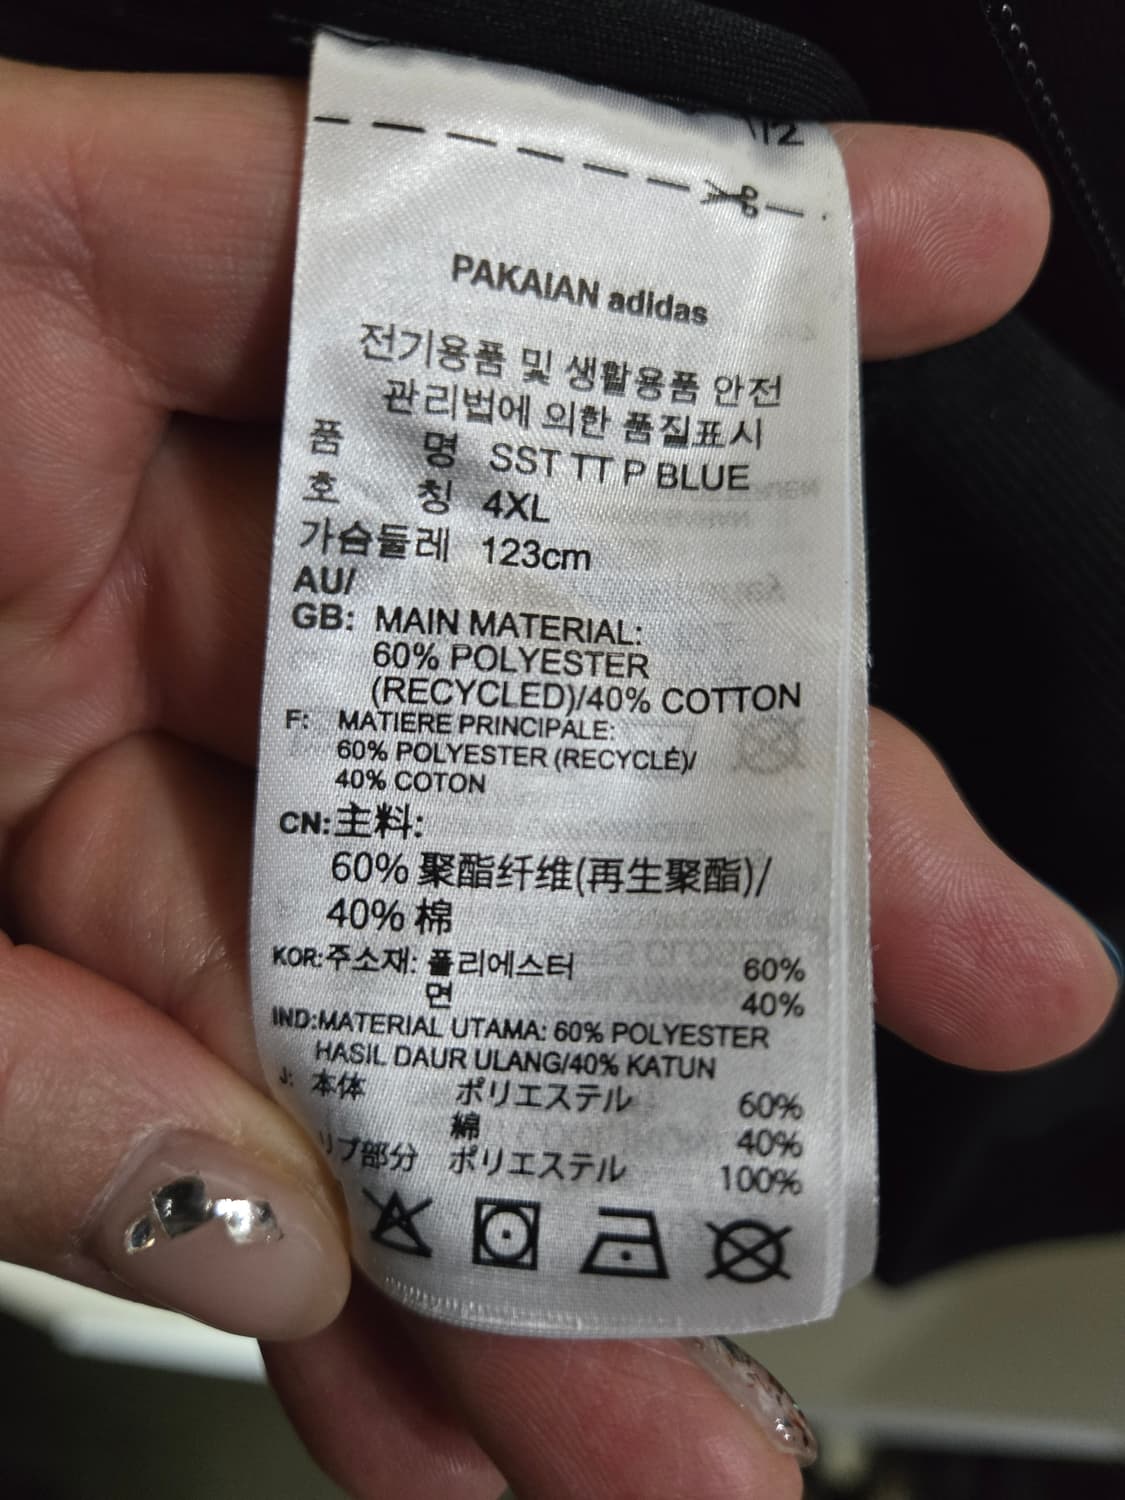 PAKAIAN adidas
전기용품 및 생활용품 안전
관리법에 의한 품질표시
품 명 SST TT P BLUE
호 칭 4XL
가슴둘레 123cm
AU/
GB: MAIN MATERIAL:
60% POLYESTER
(RECYCLED)/40% COTTON
F: MATIERE PRINCIPALE:
60% POLYESTER (RECYCLÉ)/
40% COTON
CN:主料:
60% 聚酯纤维(再生聚酯)/
40% 棉
KOR:주소재: 폴리에스터 60%
면 40%
IND:MATERIAL UTAMA: 60% POLYESTER
HASIL DAUR ULANG/40% KATUN
J: 本体 ポリエステル 60%
綿 40%
リブ部分 ポリエステル 100%